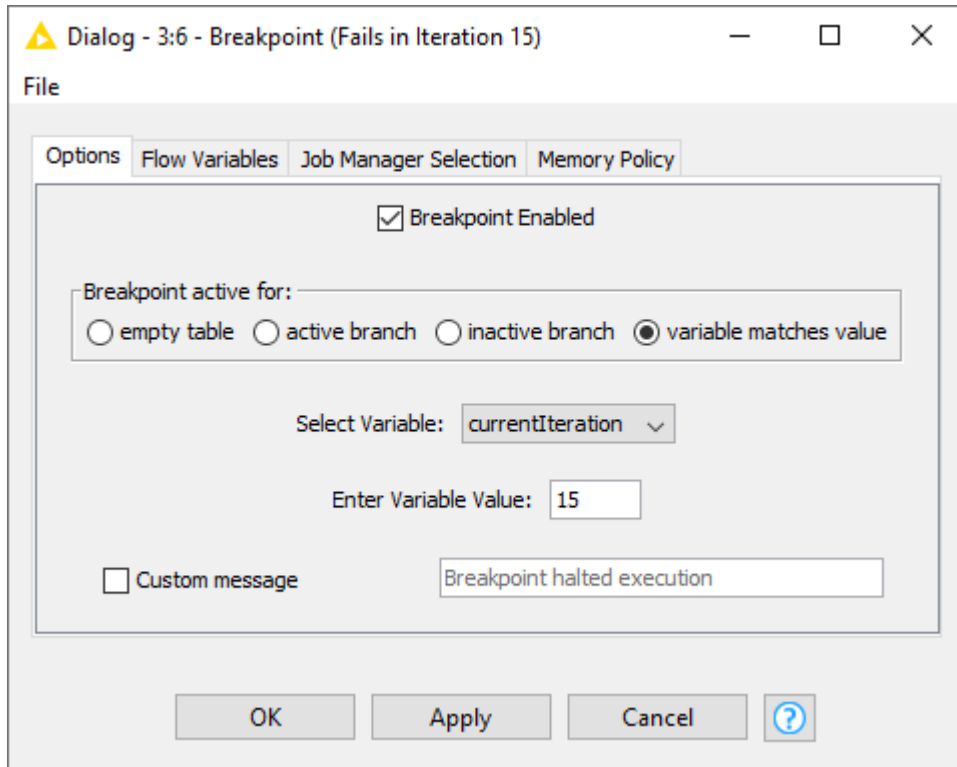 Dialog - 3:6 - Breakpoint (Fails in Iteration 15)
File
Options Flow Variables Job Manager Selection Memory Policy
Breakpoint Enabled
Breakpoint active for:
empty table active branch inactive branch variable matches value
Select Variable: currentIteration
Enter Variable Value: 15
Custom message Breakpoint halted execution
OK Apply Cancel ?